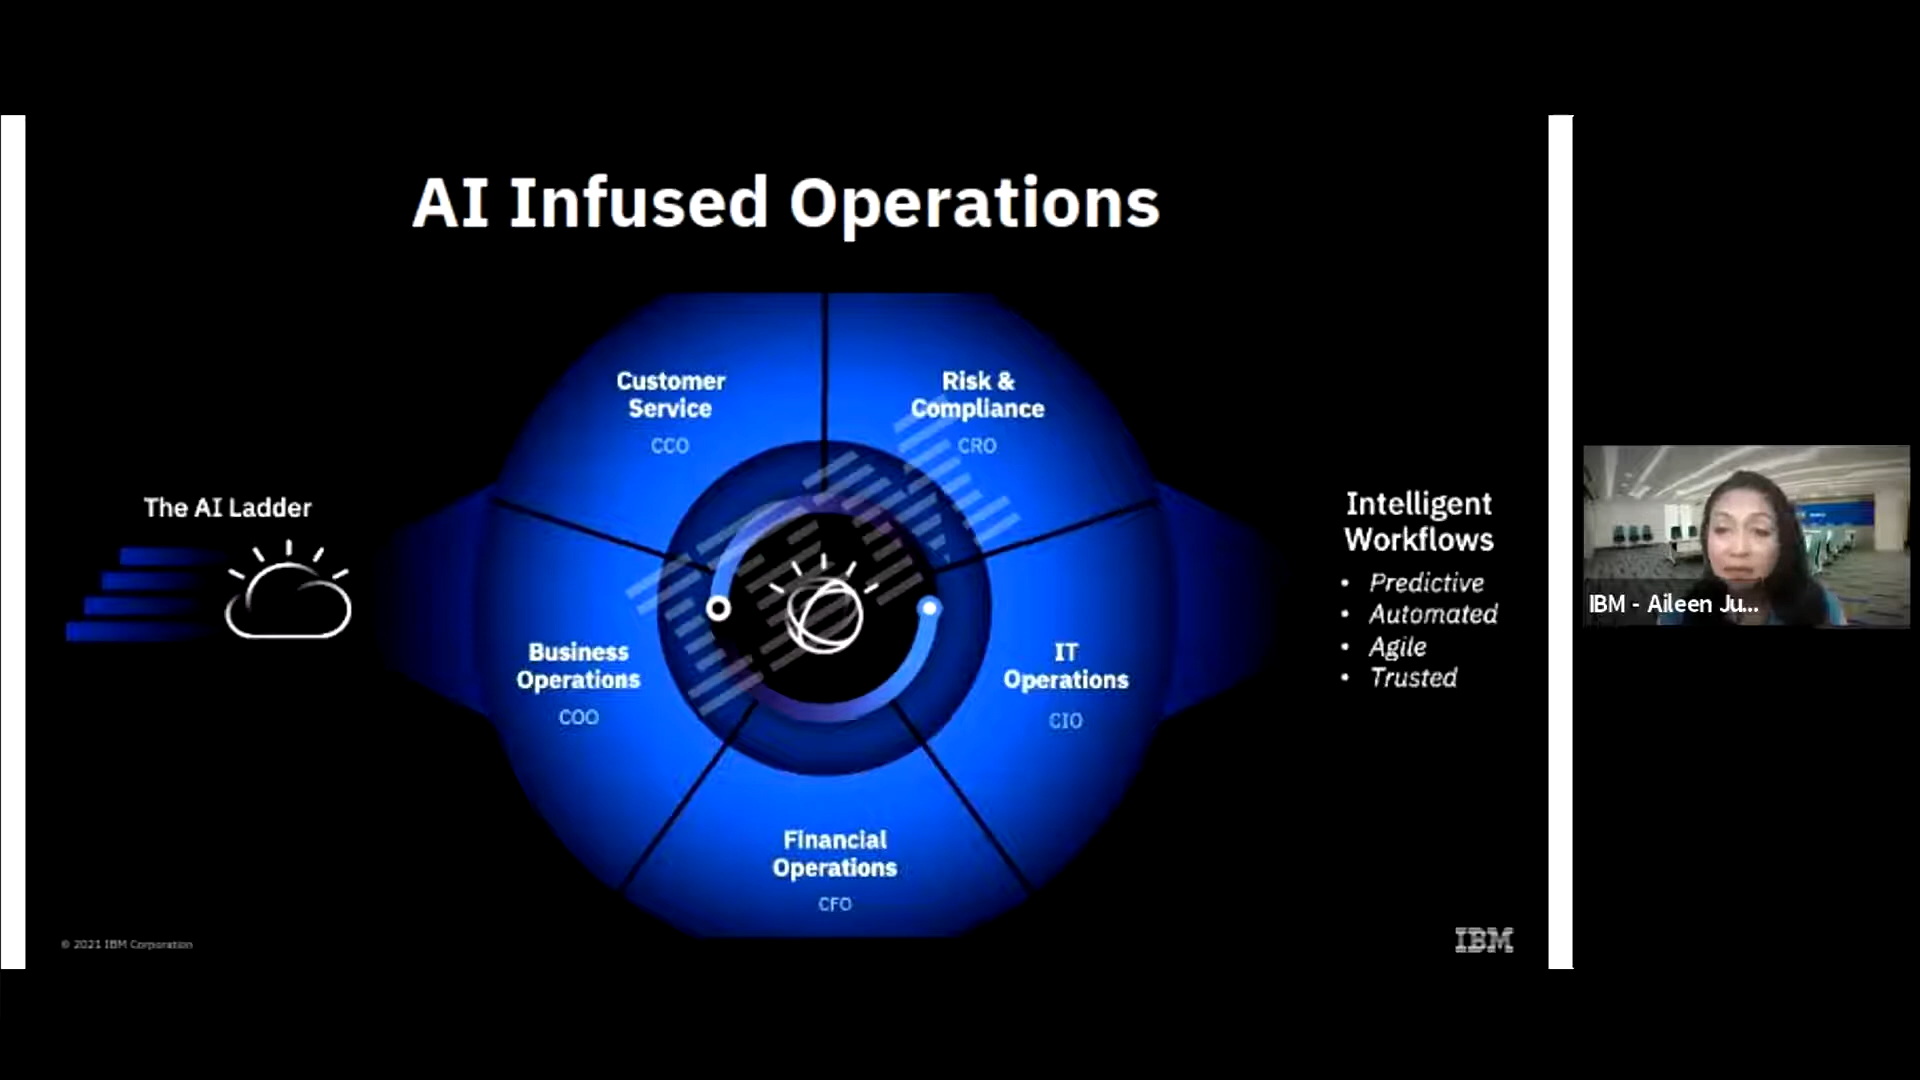 AI Infused Operations
Customer
Service
CCO
Risk &
Compliance
CRO
The AI Ladder
Intelligent
Workflows
• Predictive
• Automated
• Agile
• Trusted
IBM - Aileen Ju...
Business
Operations
COO
IT
Operations
CIO
Financial
Operations
CFO
© 2021 IBM Corporation
IBM